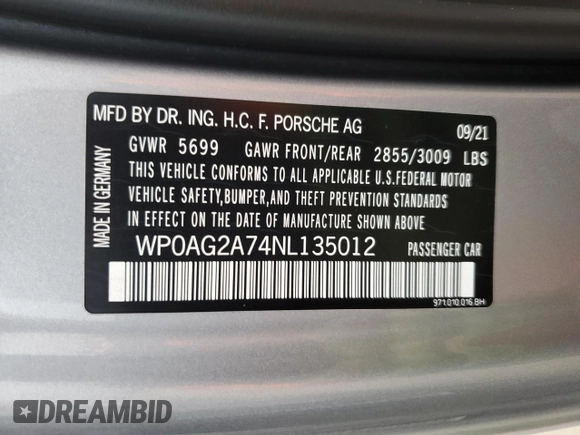 MFD BY DR. ING. H.C. F. PORSCHE AG 09/21
GVWR 5699 GAWR FRONT/REAR 2855/3009 LBS
THIS VEHICLE CONFORMS TO ALL APPLICABLE U.S.FEDERAL MOTOR
VEHICLE SAFETY,BUMPER,AND THEFT PREVENTION STANDARDS
IN EFFECT ON THE DATE OF MANUFACTURE SHOWN ABOVE.
WP0AG2A74NL135012 PASSENGER CAR
971.010.016.BH
MADE IN GERMANY
DREAMBID